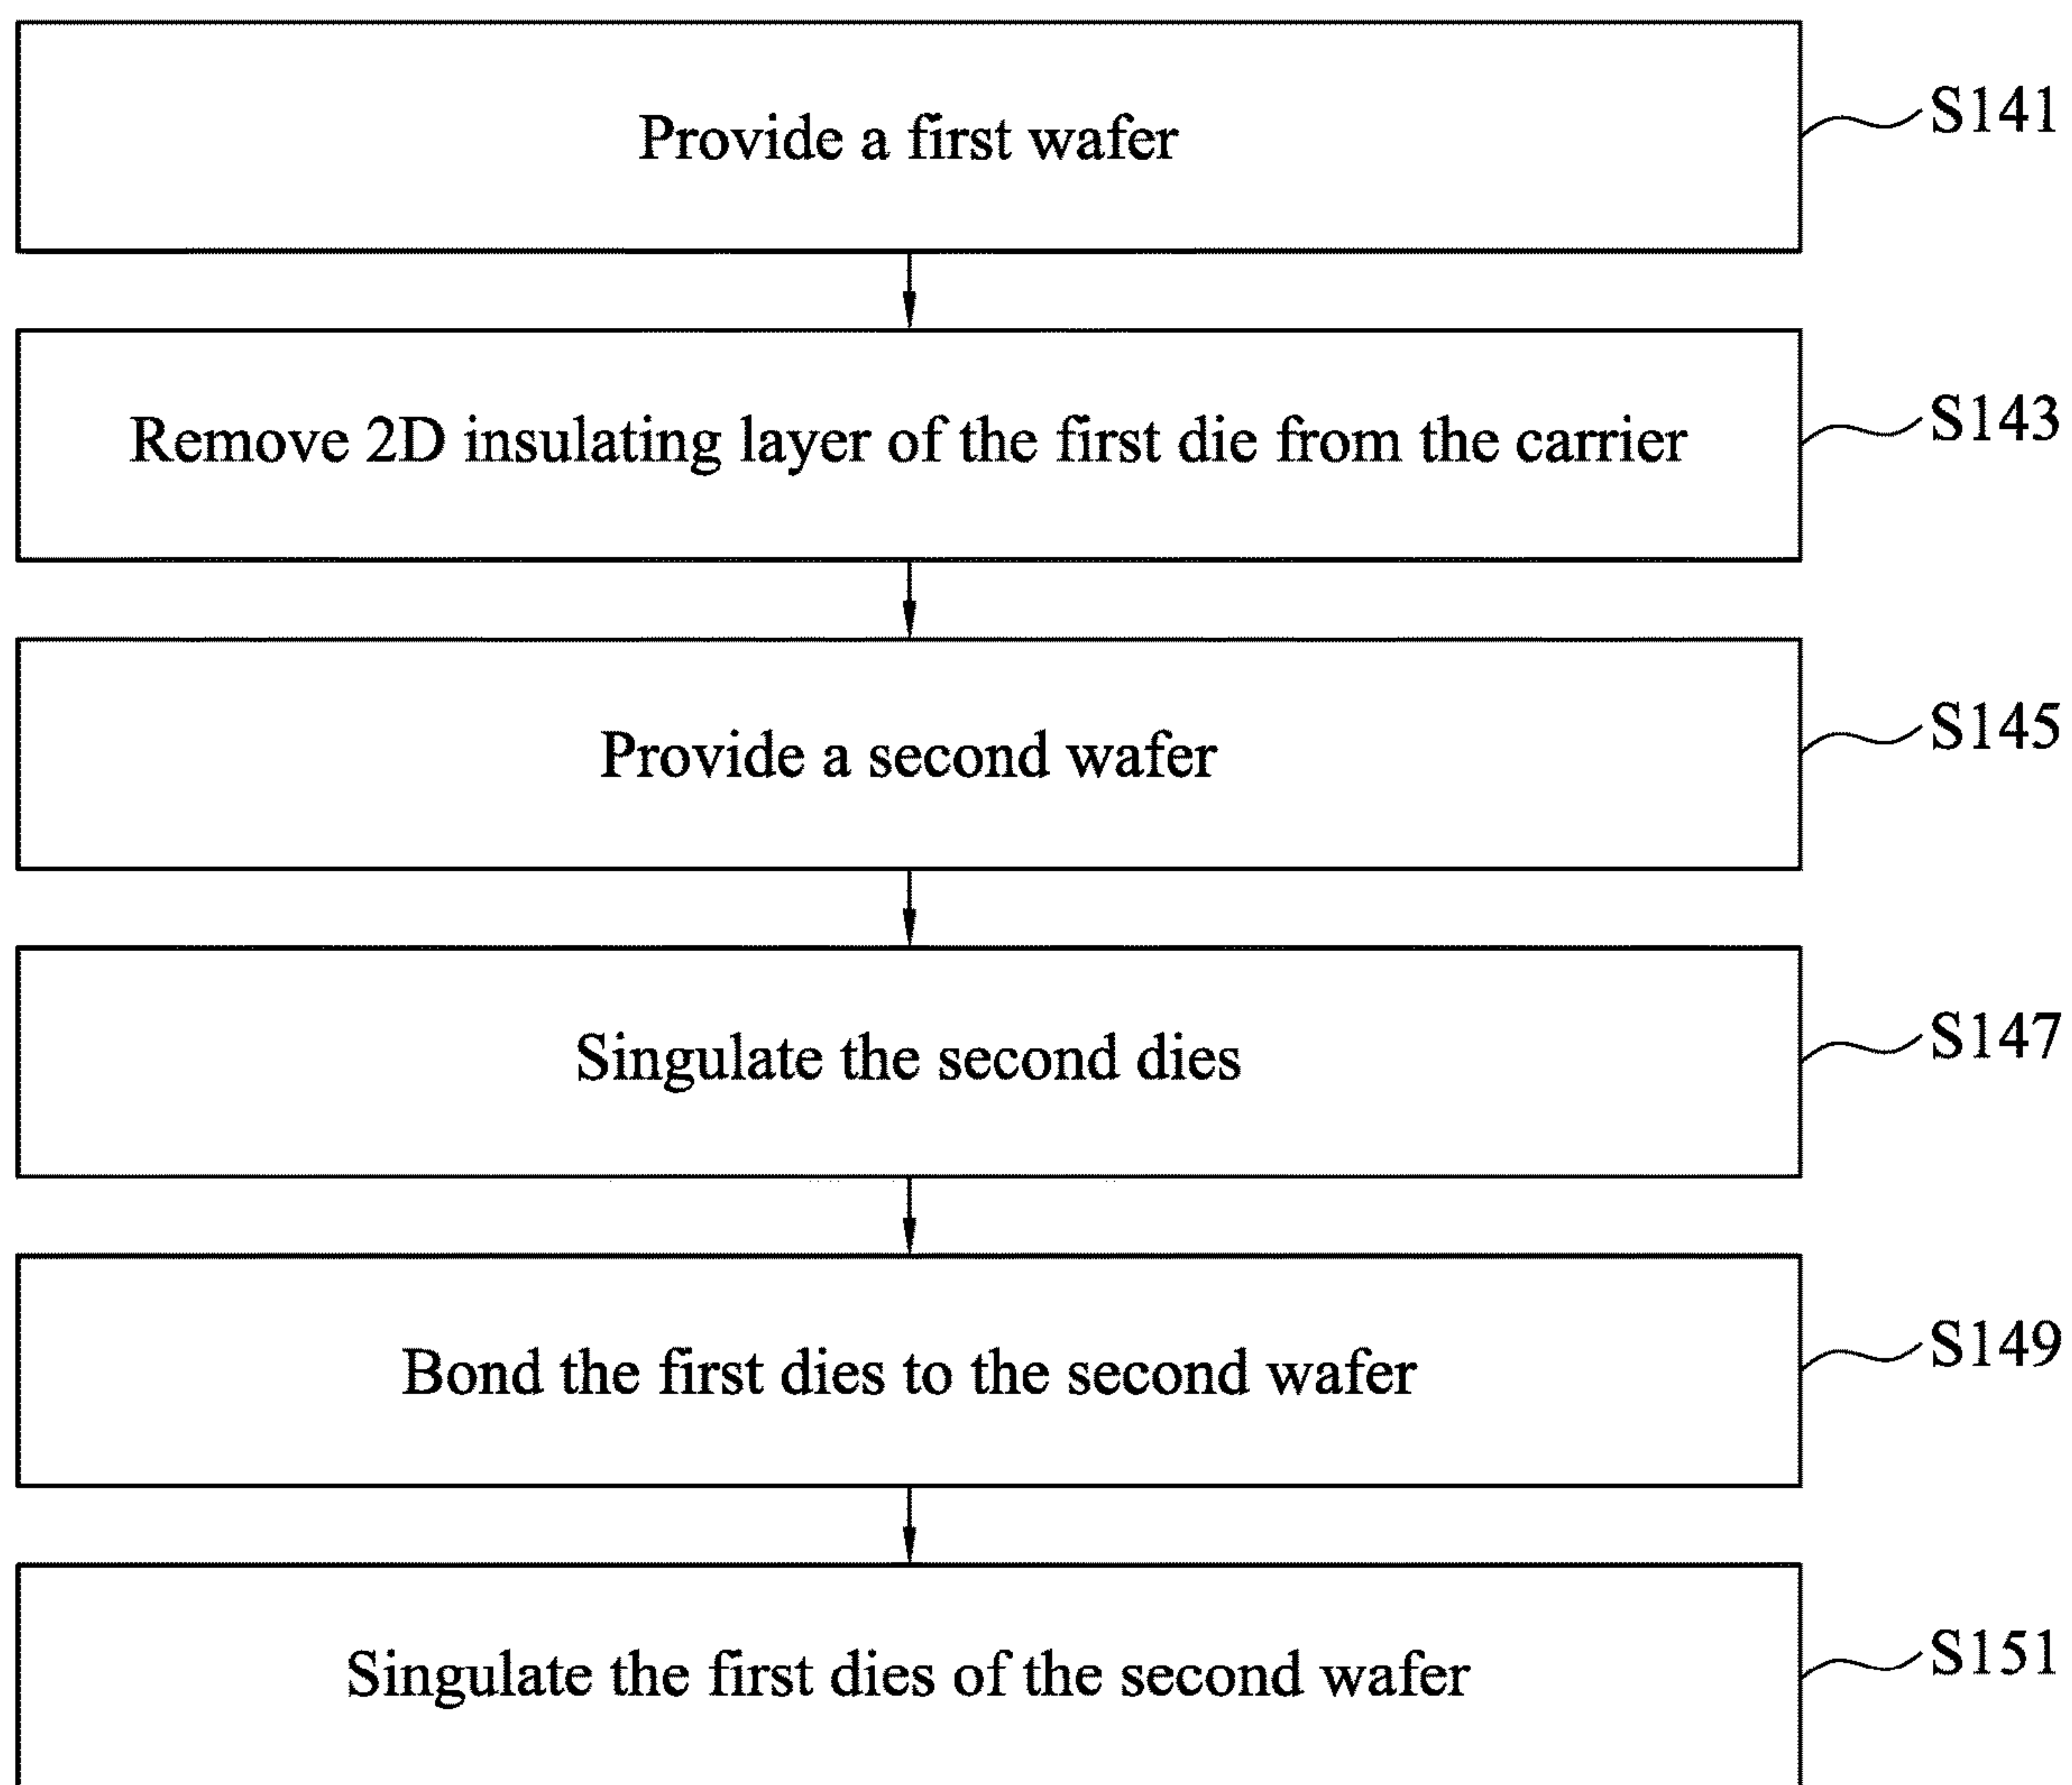 Provide a first wafer
S141
Remove 2D insulating layer of the first die from the carrier
S143
Provide a second wafer
S145
Singulate the second dies
S147
Bond the first dies to the second wafer
S149
Singulate the first dies of the second wafer
S151